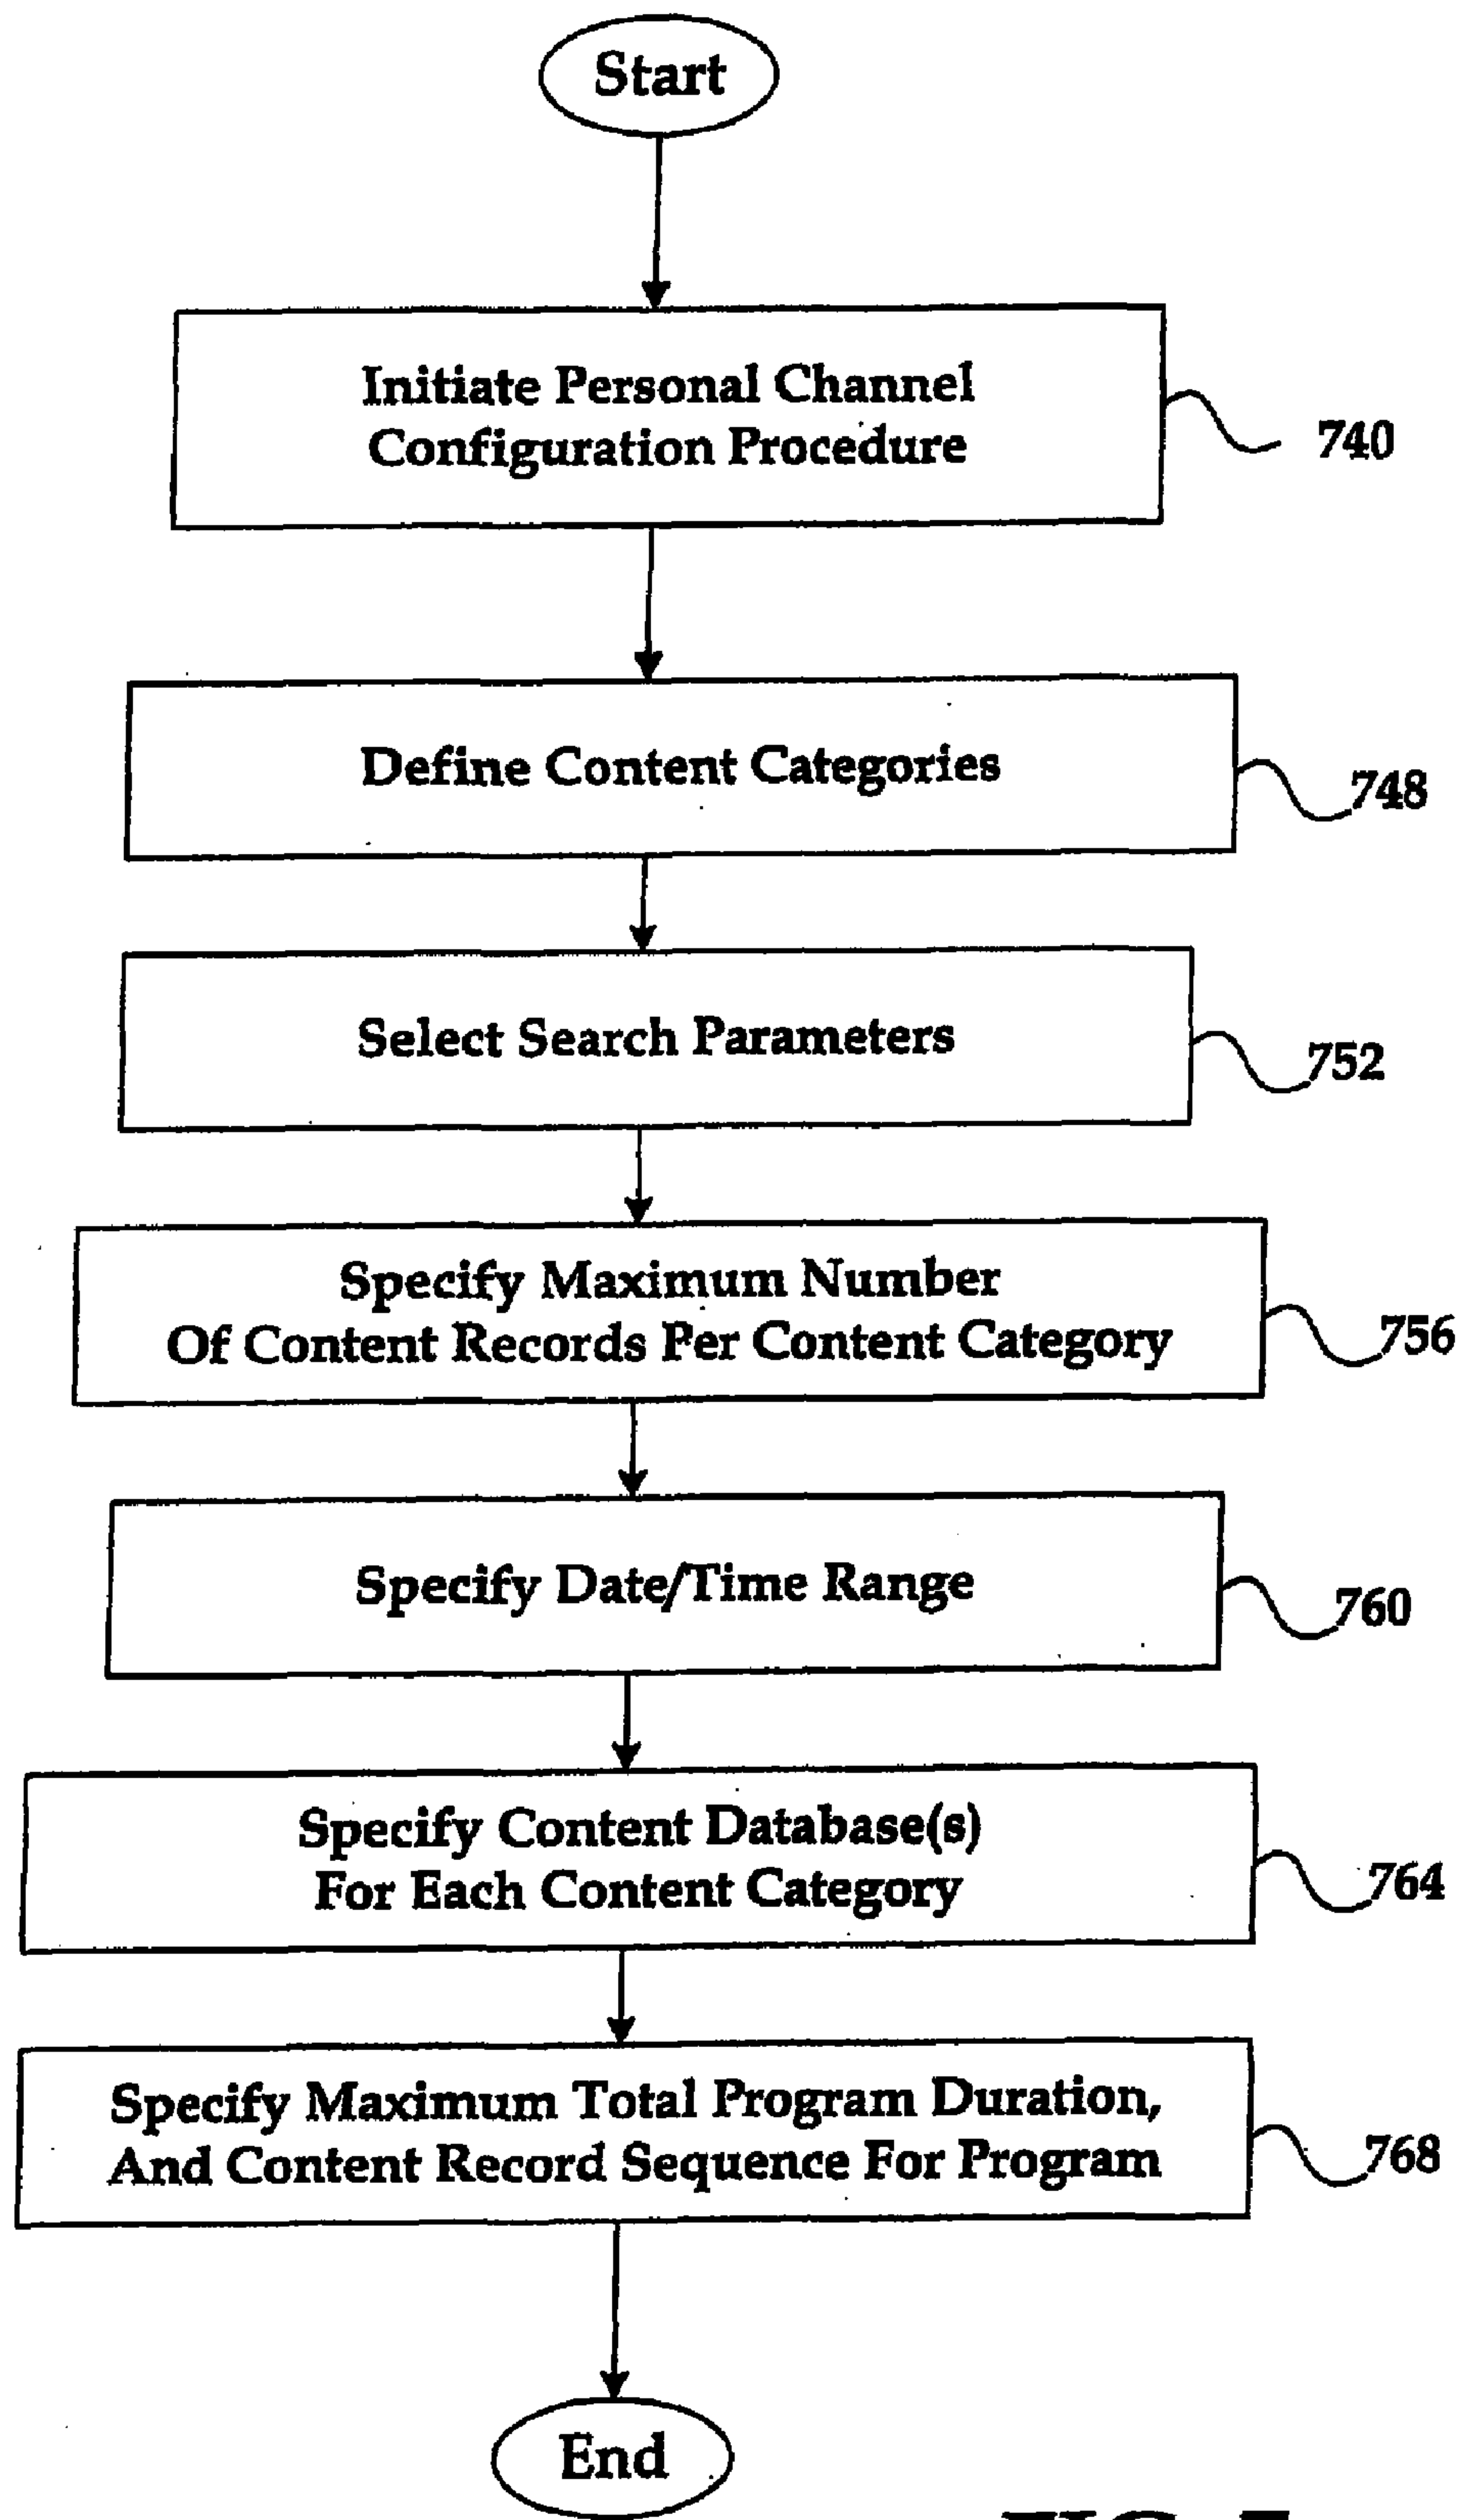 Start
Initiate Personal Channel
Configuration Procedure
740
Define Content Categories
748
Select Search Parameters
752
Specify Maximum Number
Of Content Records Per Content Category
756
Specify Date/Time Range
760
Specify Content Database(s)
For Each Content Category
764
Specify Maximum Total Program Duration,
And Content Record Sequence For Program
768
End